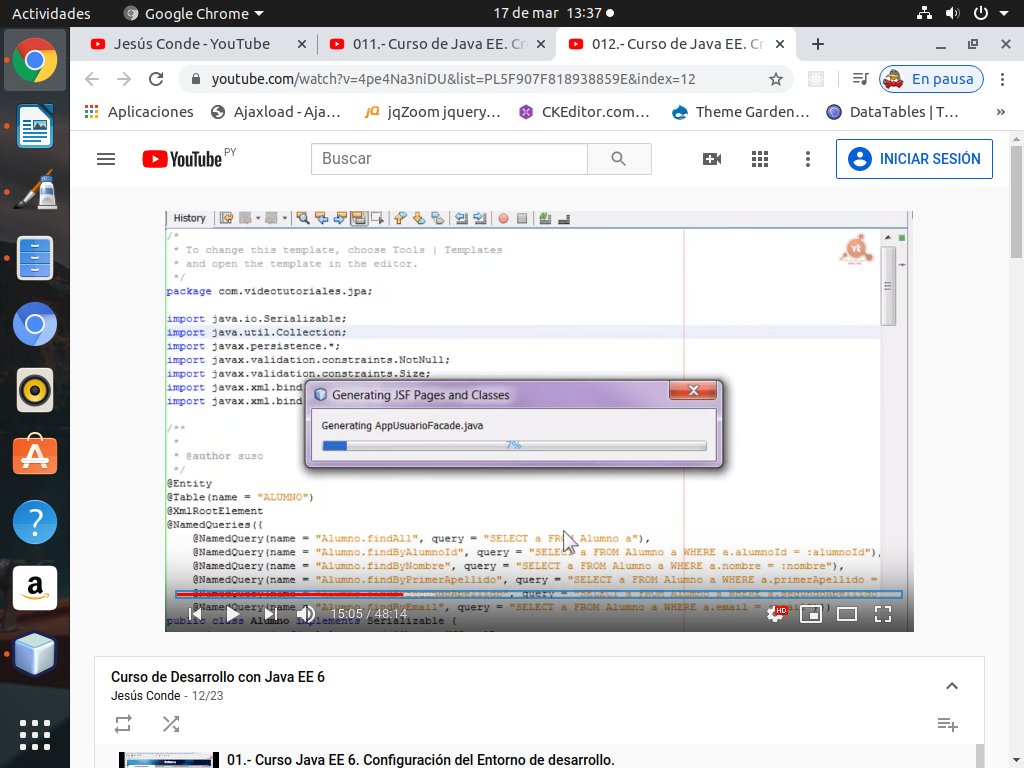 Actividades Google Chrome 17 de mar 13:37
Jesús Conde - YouTube 011.- Curso de Java EE. Cr 012.- Curso de Java EE. Cr
youtube.com/watch?v=4pe4Na3niDU&list=PL5F907F818938859E&index=12 En pausa
Aplicaciones Ajaxload - Aja... jqZoom jquery... CKEditor.com... Theme Garden... DataTables | T... »
YouTube PY Buscar INICIAR SESIÓN
History
/*
* To change this template, choose Tools | Templates
* and open the template in the editor.
*/
package com.videotutoriales.jpa;
import java.io.Serializable;
import java.util.Collection;
import javax.persistence.*;
import javax.validation.constraints.NotNull;
import javax.validation.constraints.Size;
import javax.xml.bind
import javax.xml.bind
Generating JSF Pages and Classes
Generating AppUsuarioFacade.java
7%
/**
*
* @author suso
*/
@Entity
@Table(name = "ALUMNO")
@XmlRootElement
@NamedQueries({
@NamedQuery(name = "Alumno.findAll", query = "SELECT a FROM Alumno a"),
@NamedQuery(name = "Alumno.findByAlumnoId", query = "SELECT a FROM Alumno a WHERE a.alumnoId = :alumnoId"),
@NamedQuery(name = "Alumno.findByNombre", query = "SELECT a FROM Alumno a WHERE a.nombre = :nombre"),
@NamedQuery(name = "Alumno.findByPrimerApellido", query = "SELECT a FROM Alumno a WHERE a.primerApellido =
@NamedQuery(name = "Alumno.findByEmail", query = "SELECT a FROM Alumno a WHERE a.email =
public class Alumno implements Serializable {
15:05 / 48:14 HD
Curso de Desarrollo con Java EE 6
Jesús Conde - 12/23
01.- Curso Java EE 6. Configuración del Entorno de desarrollo.